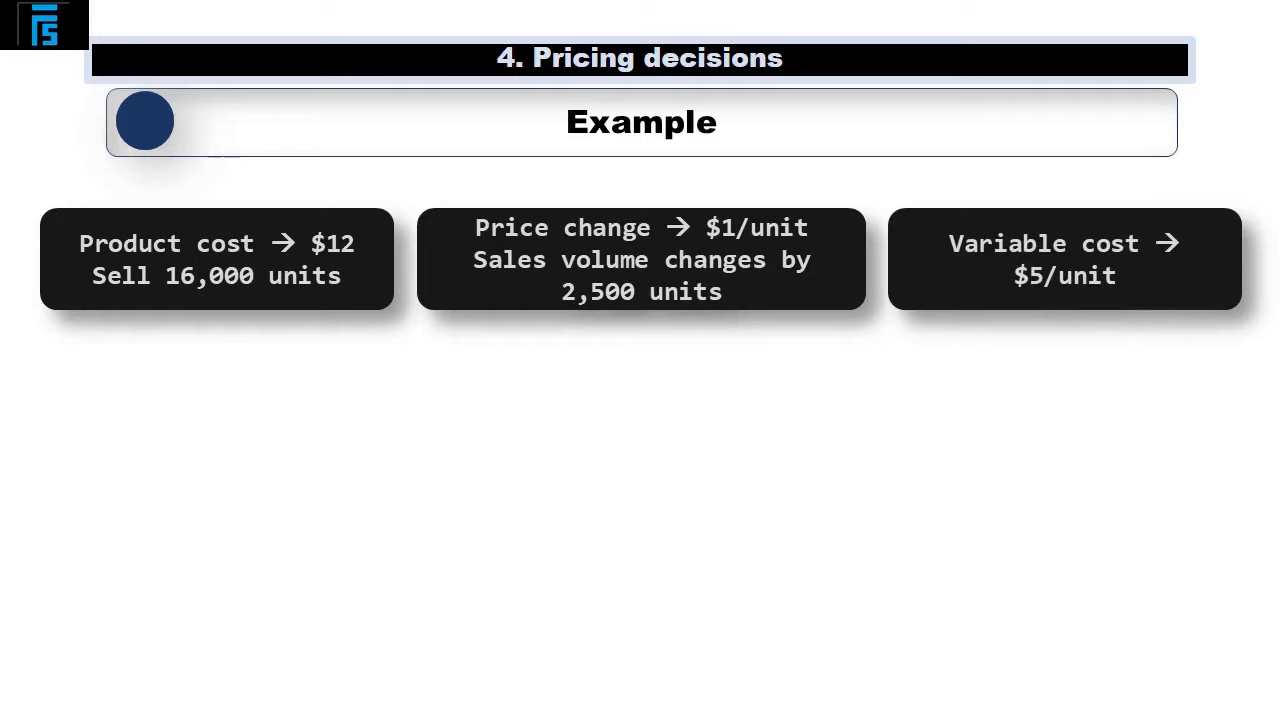 4. Pricing decisions
Example
Product cost → $12
Sell 16,000 units
Price change → $1/unit
Sales volume changes by
2,500 units
Variable cost →
$5/unit